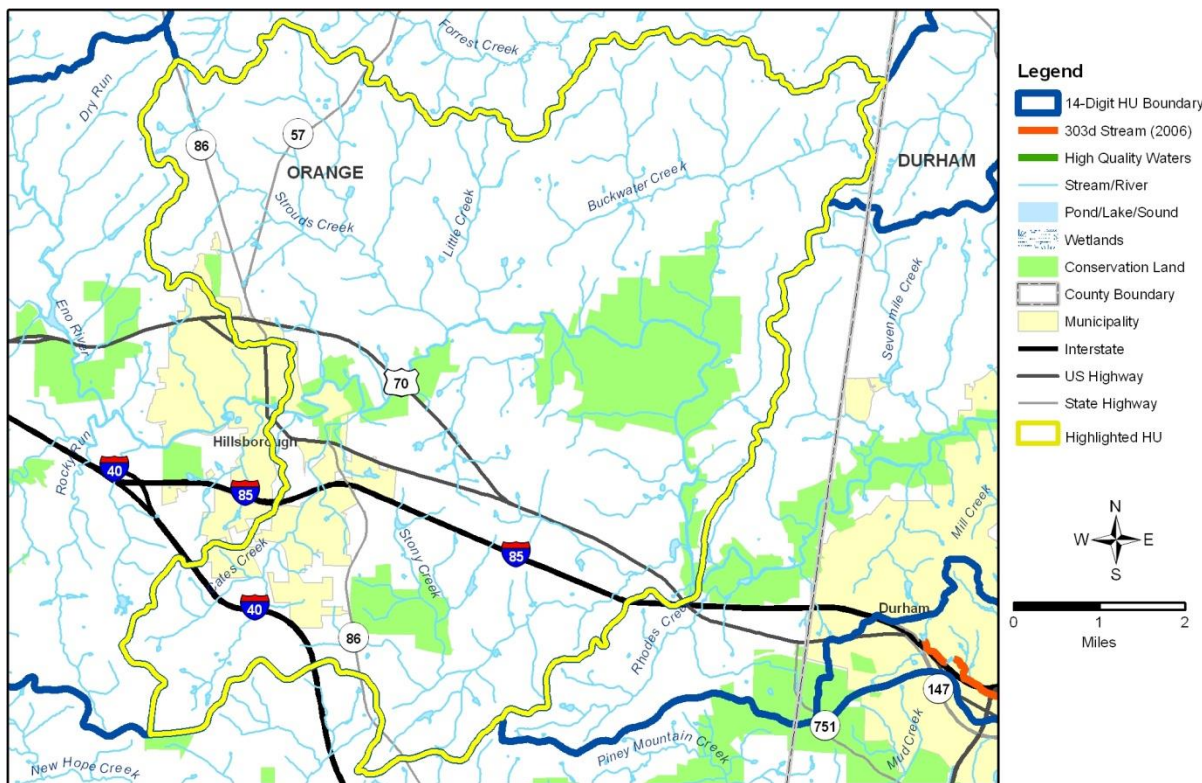 Forrest Creek
Dry Run
86
57
ORANGE
DURHAM
Strouds Creek
Little Creek
Buckwater Creek
Sevenmile Creek
Eno River
70
Hillsborough
Rocky Run
40
85
Cates Creek
Stony Creek
85
Mill Creek
40
86
Rhodes Creek
Durham
147
751
Piney Mountain Creek
Mud Creek
New Hope Creek
Legend
14-Digit HU Boundary
303d Stream (2006)
High Quality Waters
Stream/River
Pond/Lake/Sound
Wetlands
Conservation Land
County Boundary
Municipality
Interstate
US Highway
State Highway
Highlighted HU
N
W E
S
0 1 2
Miles